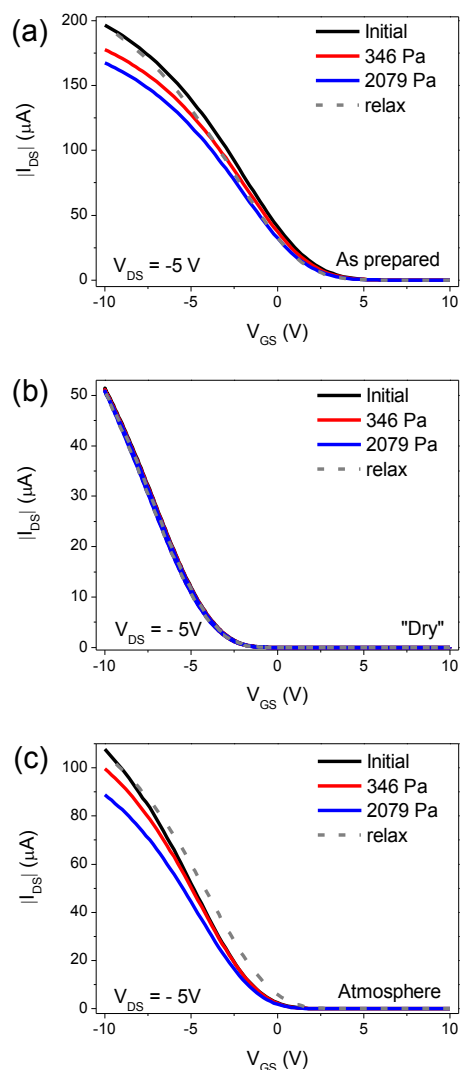 (a)
200
150
100
50
0
|I_DS| (μA)
Initial
346 Pa
2079 Pa
relax
V_DS = -5 V
As prepared
-10 -5 0 5 10
V_GS (V)
(b)
50
40
30
20
10
0
|I_DS| (μA)
Initial
346 Pa
2079 Pa
relax
V_DS = - 5V
"Dry"
-10 -5 0 5 10
V_GS (V)
(c)
100
80
60
40
20
0
|I_DS| (μA)
Initial
346 Pa
2079 Pa
relax
V_DS = - 5V
Atmosphere
-10 -5 0 5 10
V_GS (V)